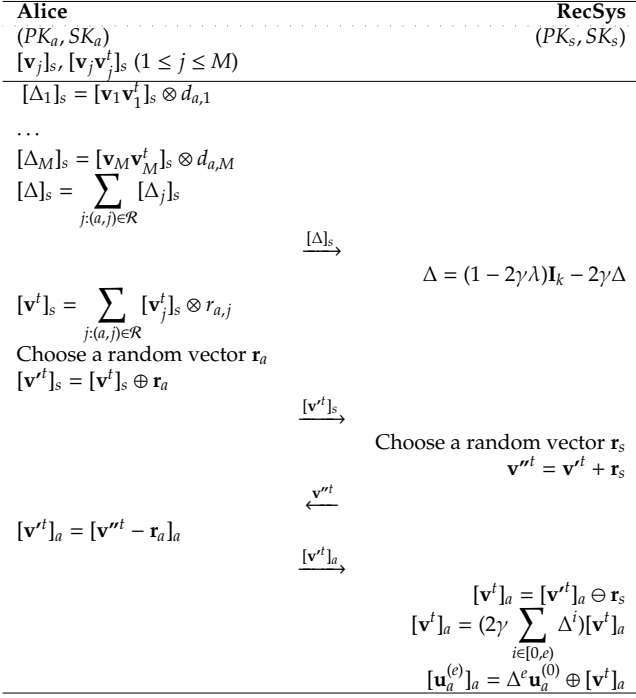 Alice RecSys
(PK_a, SK_a) (PK_s, SK_s)
[v_j]_s, [v_j v_j^t]_s (1 ≤ j ≤ M)
[Δ_1]_s = [v_1 v_1^t]_s ⊗ d_{a,1}
...
[Δ_M]_s = [v_M v_M^t]_s ⊗ d_{a,M}
[Δ]_s = ∑_{j:(a,j)∈R} [Δ_j]_s
[Δ]_s →
Δ = (1 − 2γλ)I_k − 2γΔ
[v^t]_s = ∑_{j:(a,j)∈R} [v_j^t]_s ⊗ r_{a,j}
Choose a random vector r_a
[v'^t]_s = [v^t]_s ⊕ r_a
[v'^t]_s →
Choose a random vector r_s
v''^t = v'^t + r_s
v''^t ←
[v'^t]_a = [v''^t − r_a]_a
[v'^t]_a →
[v^t]_a = [v'^t]_a ⊖ r_s
[v^t]_a = (2γ ∑_{i∈[0,e)} Δ^i)[v^t]_a
[u_a^{(e)}]_a = Δ^e u_a^{(0)} ⊕ [v^t]_a